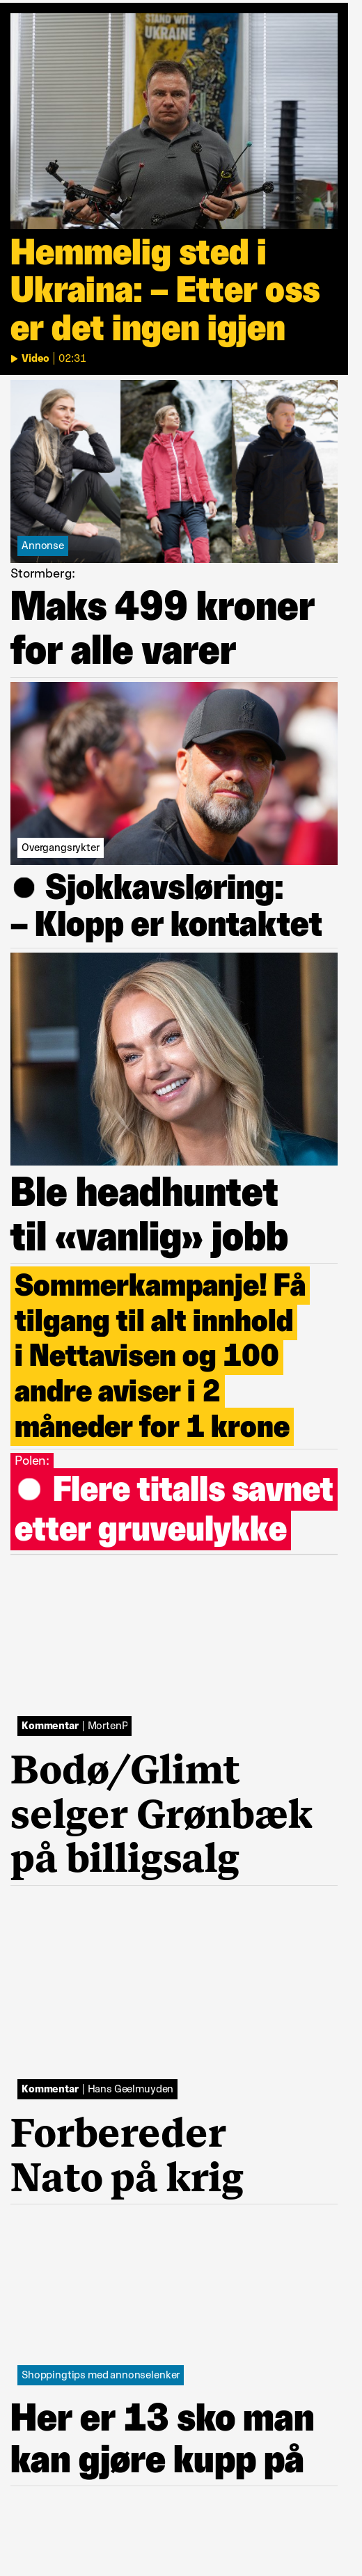 STAND WITH
UKRAINE
Hemmelig sted i
Ukraina: – Etter oss
er det ingen igjen
Video | 02:31
Annonse
Stormberg:
Maks 499 kroner
for alle varer
Overgangsrykter
Sjokkavsløring:
– Klopp er kontaktet
Ble headhuntet
til «vanlig» jobb
Sommerkampanje! Få
tilgang til alt innhold
i Nettavisen og 100
andre aviser i 2
måneder for 1 krone
Polen:
Flere titalls savnet
etter gruveulykke
Kommentar | MortenP
Bodø/Glimt
selger Grønbæk
på billigsalg
Kommentar | Hans Geelmuyden
Forbereder
Nato på krig
Shoppingtips med annonselenker
Her er 13 sko man
kan gjøre kupp på